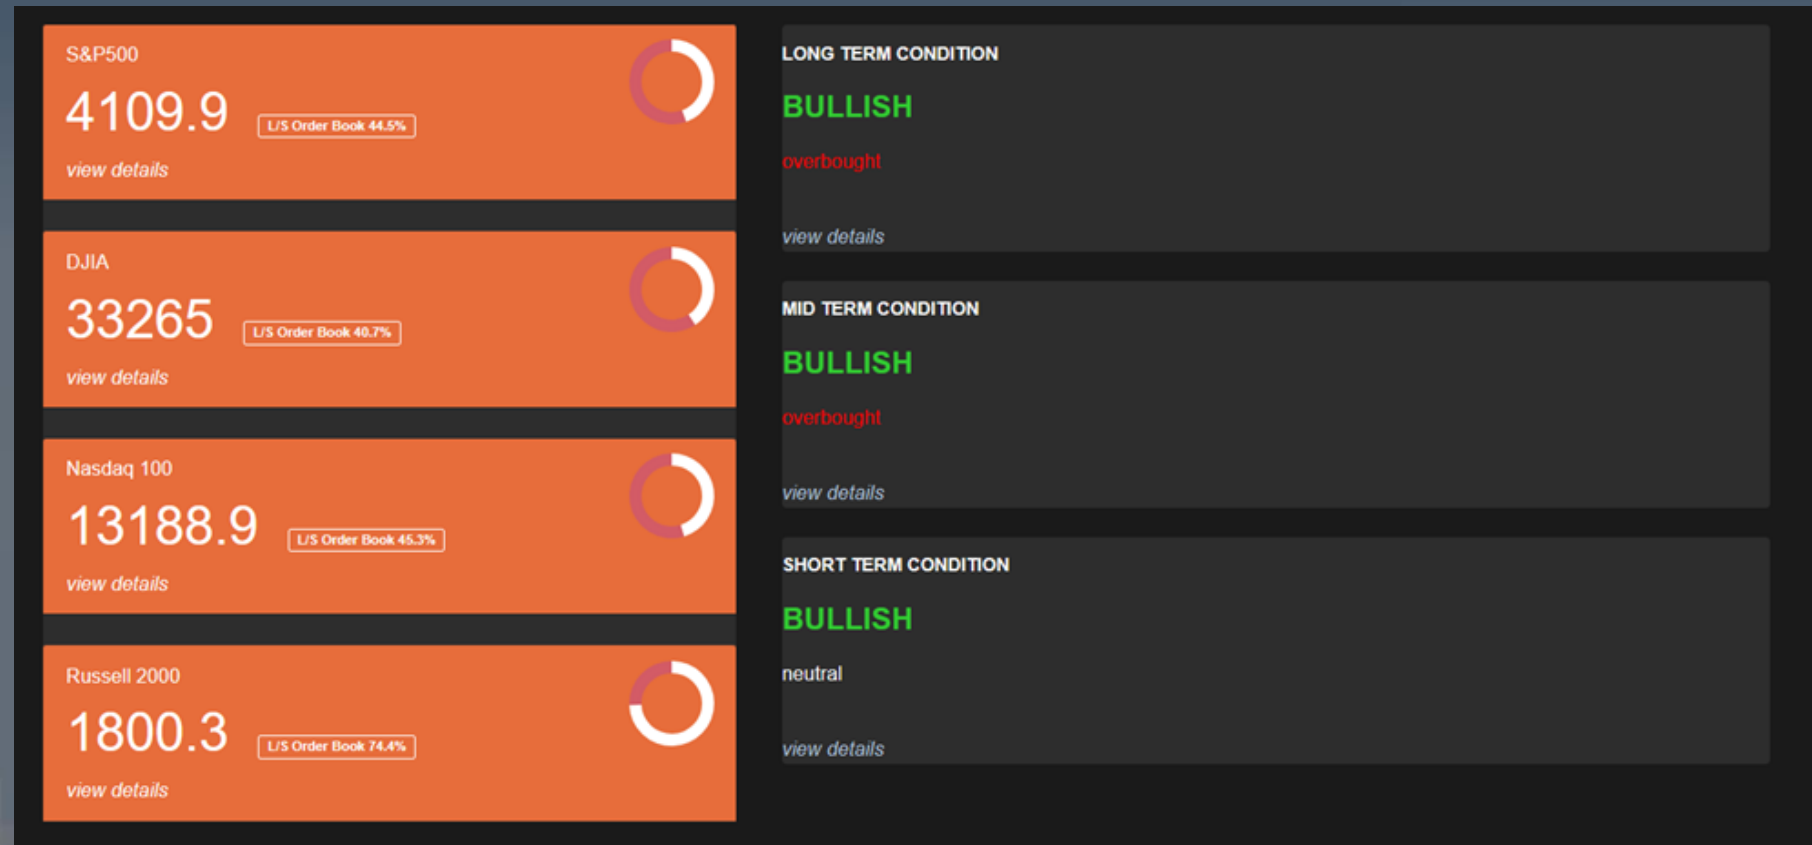 S&P500
4109.9 L/S Order Book 44.5%
view details
DJIA
33265 L/S Order Book 40.7%
view details
Nasdaq 100
13188.9 L/S Order Book 45.3%
view details
Russell 2000
1800.3 L/S Order Book 74.4%
view details
LONG TERM CONDITION
BULLISH
overbought
view details
MID TERM CONDITION
BULLISH
overbought
view details
SHORT TERM CONDITION
BULLISH
neutral
view details